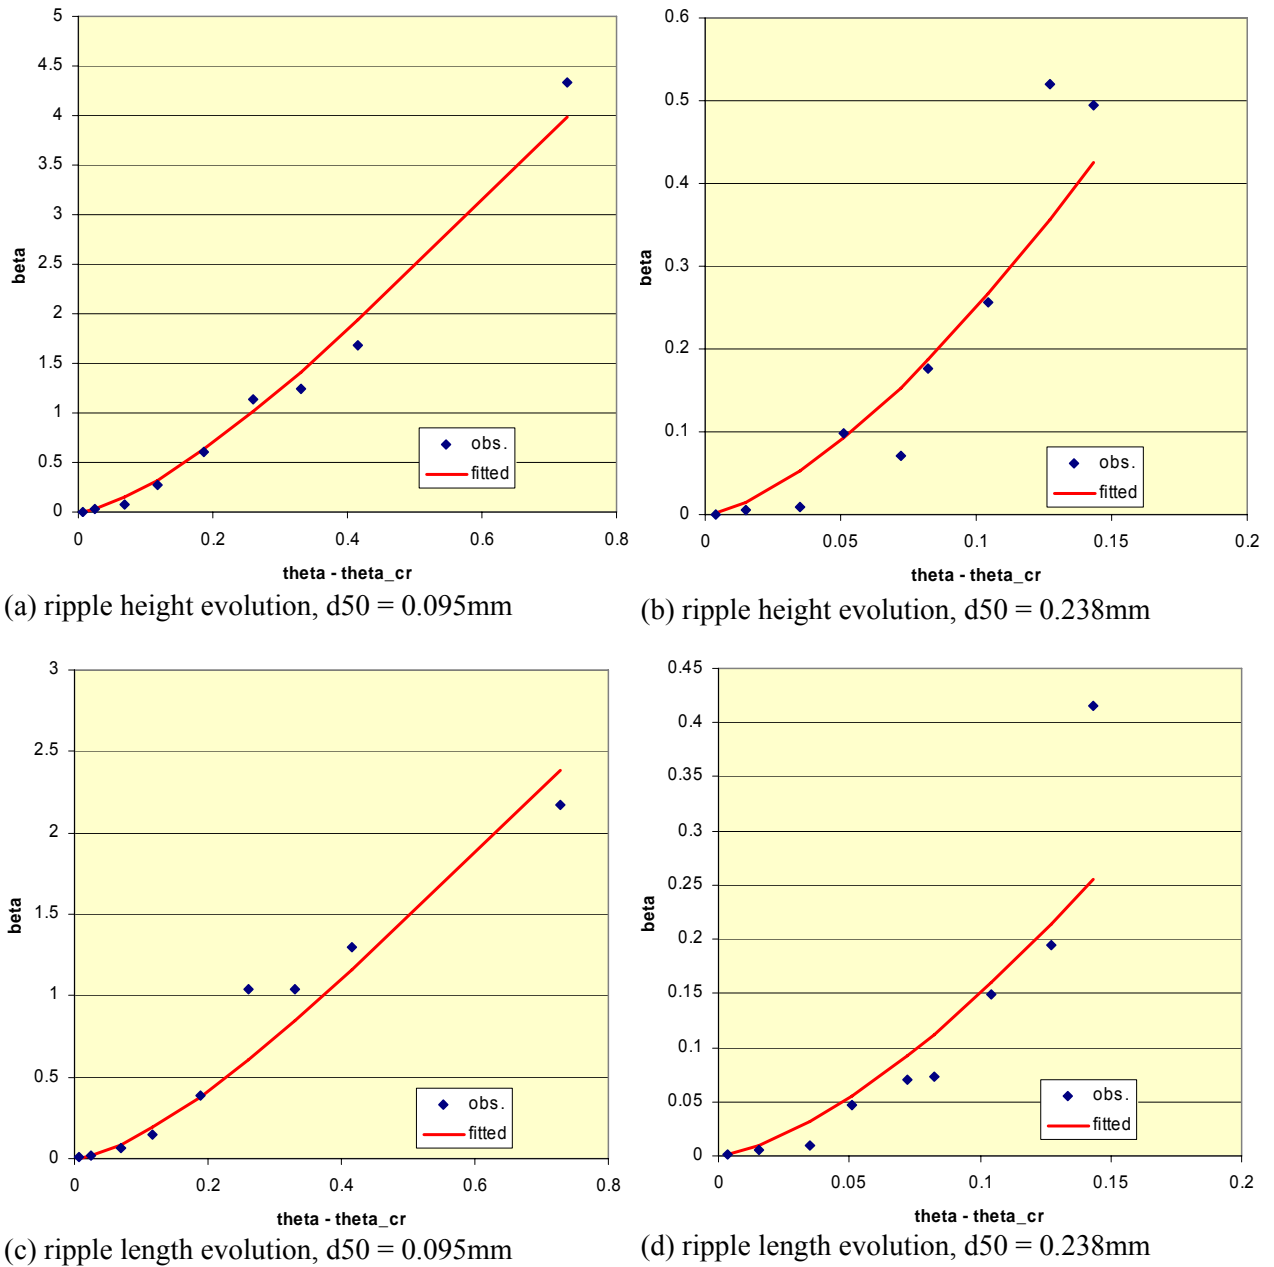 5
4.5
4
3.5
3
2.5
2
1.5
1
0.5
0
beta
obs.
fitted
0 0.2 0.4 0.6 0.8
theta - theta_cr
(a) ripple height evolution, d50 = 0.095mm
0.6
0.5
0.4
0.3
0.2
0.1
0
beta
obs.
fitted
0 0.05 0.1 0.15 0.2
theta - theta_cr
(b) ripple height evolution, d50 = 0.238mm
3
2.5
2
1.5
1
0.5
0
beta
obs.
fitted
0 0.2 0.4 0.6 0.8
theta - theta_cr
(c) ripple length evolution, d50 = 0.095mm
0.45
0.4
0.35
0.3
0.25
0.2
0.15
0.1
0.05
0
beta
obs.
fitted
0 0.05 0.1 0.15 0.2
theta - theta_cr
(d) ripple length evolution, d50 = 0.238mm